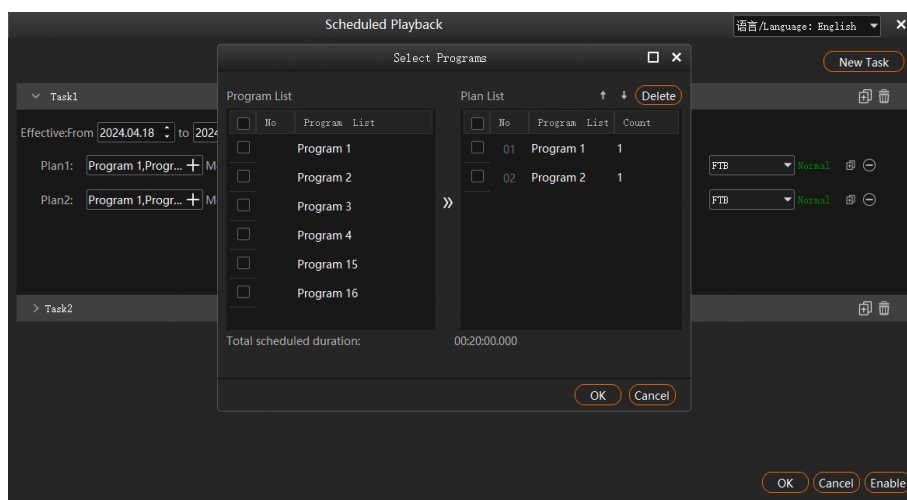 Scheduled Playback
语言/Language: English
Select Programs
New Task
Task1
Program List
Plan List
Delete
No Program List
No Program List Count
Effective:From 2024.04.18 to 2024
Program 1
01 Program 1 1
Plan1: Program 1,Progr... M
FTB Normal
Program 2
02 Program 2 1
Plan2: Program 1,Progr... M
FTB Normal
Program 3
Program 4
Program 15
Program 16
Task2
Total scheduled duration: 00:20:00.000
OK Cancel
OK Cancel Enable